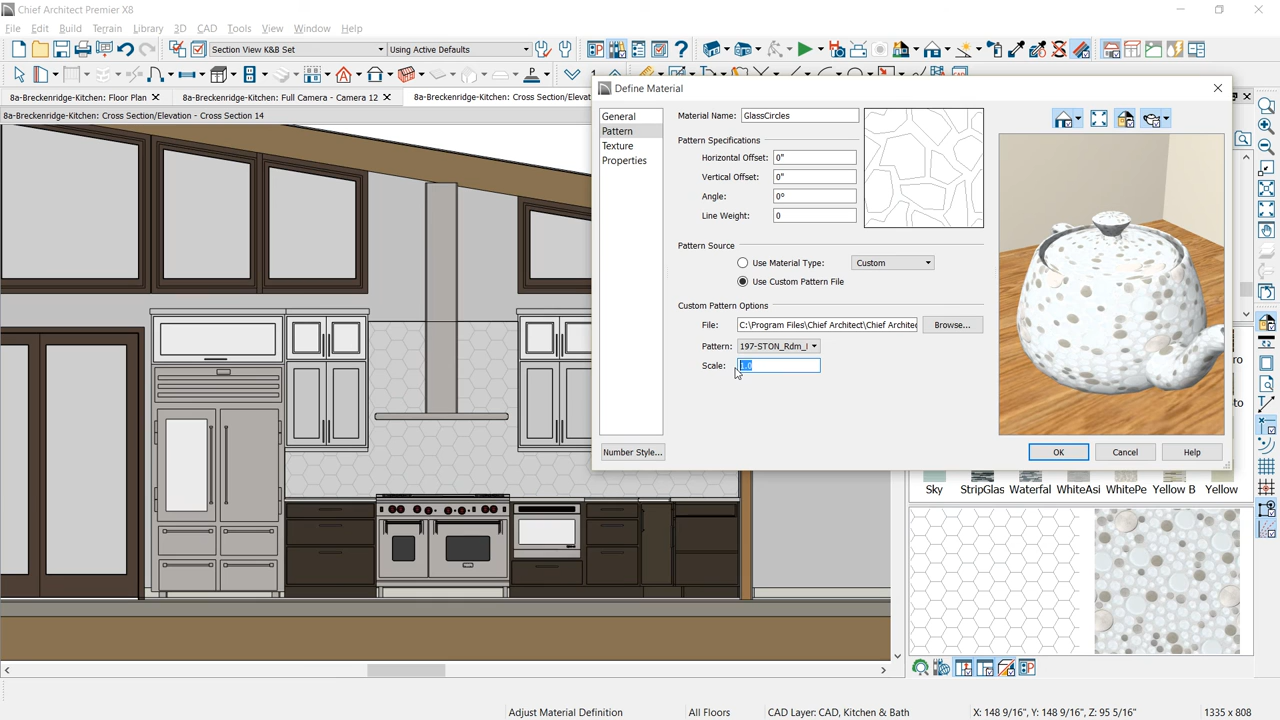 Chief Architect Premier X8
File Edit Build Terrain Library 3D CAD Tools View Window Help
Section View K&B Set Using Active Defaults
8a-Breckenridge-Kitchen: Floor Plan 8a-Breckenridge-Kitchen: Full Camera - Camera 12 8a-Breckenridge-Kitchen: Cross Section/Elevat
8a-Breckenridge-Kitchen: Cross Section/Elevation - Cross Section 14
Define Material
General
Pattern
Texture
Properties
Material Name: GlassCircles
Pattern Specifications
Horizontal Offset: 0"
Vertical Offset: 0"
Angle: 0°
Line Weight: 0
Pattern Source
Use Material Type: Custom
Use Custom Pattern File
Custom Pattern Options
File: C:\Program Files\Chief Architect\Chief Architec Browse...
Pattern: 197-STON_Rdm_
Scale: 1.0
Number Style... OK Cancel Help
Sky StripGlas Waterfal WhiteAsi WhitePe Yellow B Yellow
Adjust Material Definition All Floors CAD Layer: CAD, Kitchen & Bath X: 148 9/16", Y: 148 9/16", Z: 95 5/16" 1335 x 808